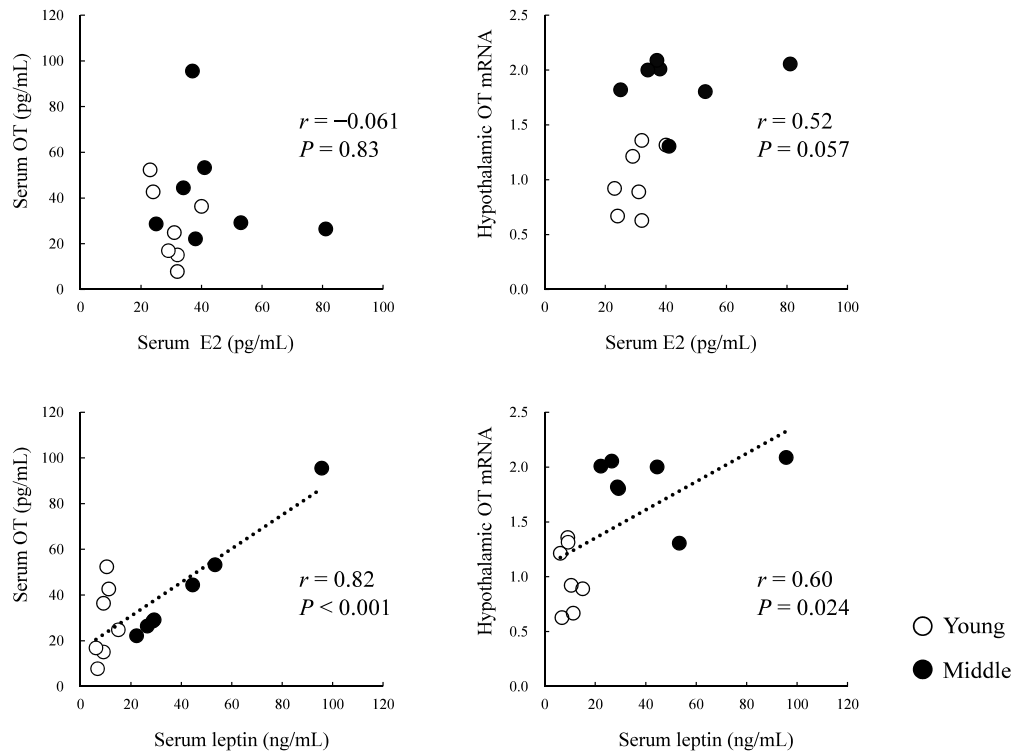 120
100
80
60
40
20
0
Serum OT (pg/mL)
r = −0.061
P = 0.83
0 20 40 60 80 100
Serum E2 (pg/mL)
2.5
2.0
1.5
1.0
0.5
0.0
Hypothalamic OT mRNA
r = 0.52
P = 0.057
0 20 40 60 80 100
Serum E2 (pg/mL)
120
100
80
60
40
20
0
Serum OT (pg/mL)
r = 0.82
P < 0.001
0 20 40 60 80 100 120
Serum leptin (ng/mL)
2.5
2.0
1.5
1.0
0.5
0.0
Hypothalamic OT mRNA
r = 0.60
P = 0.024
0 20 40 60 80 100 120
Serum leptin (ng/mL)
Young
Middle